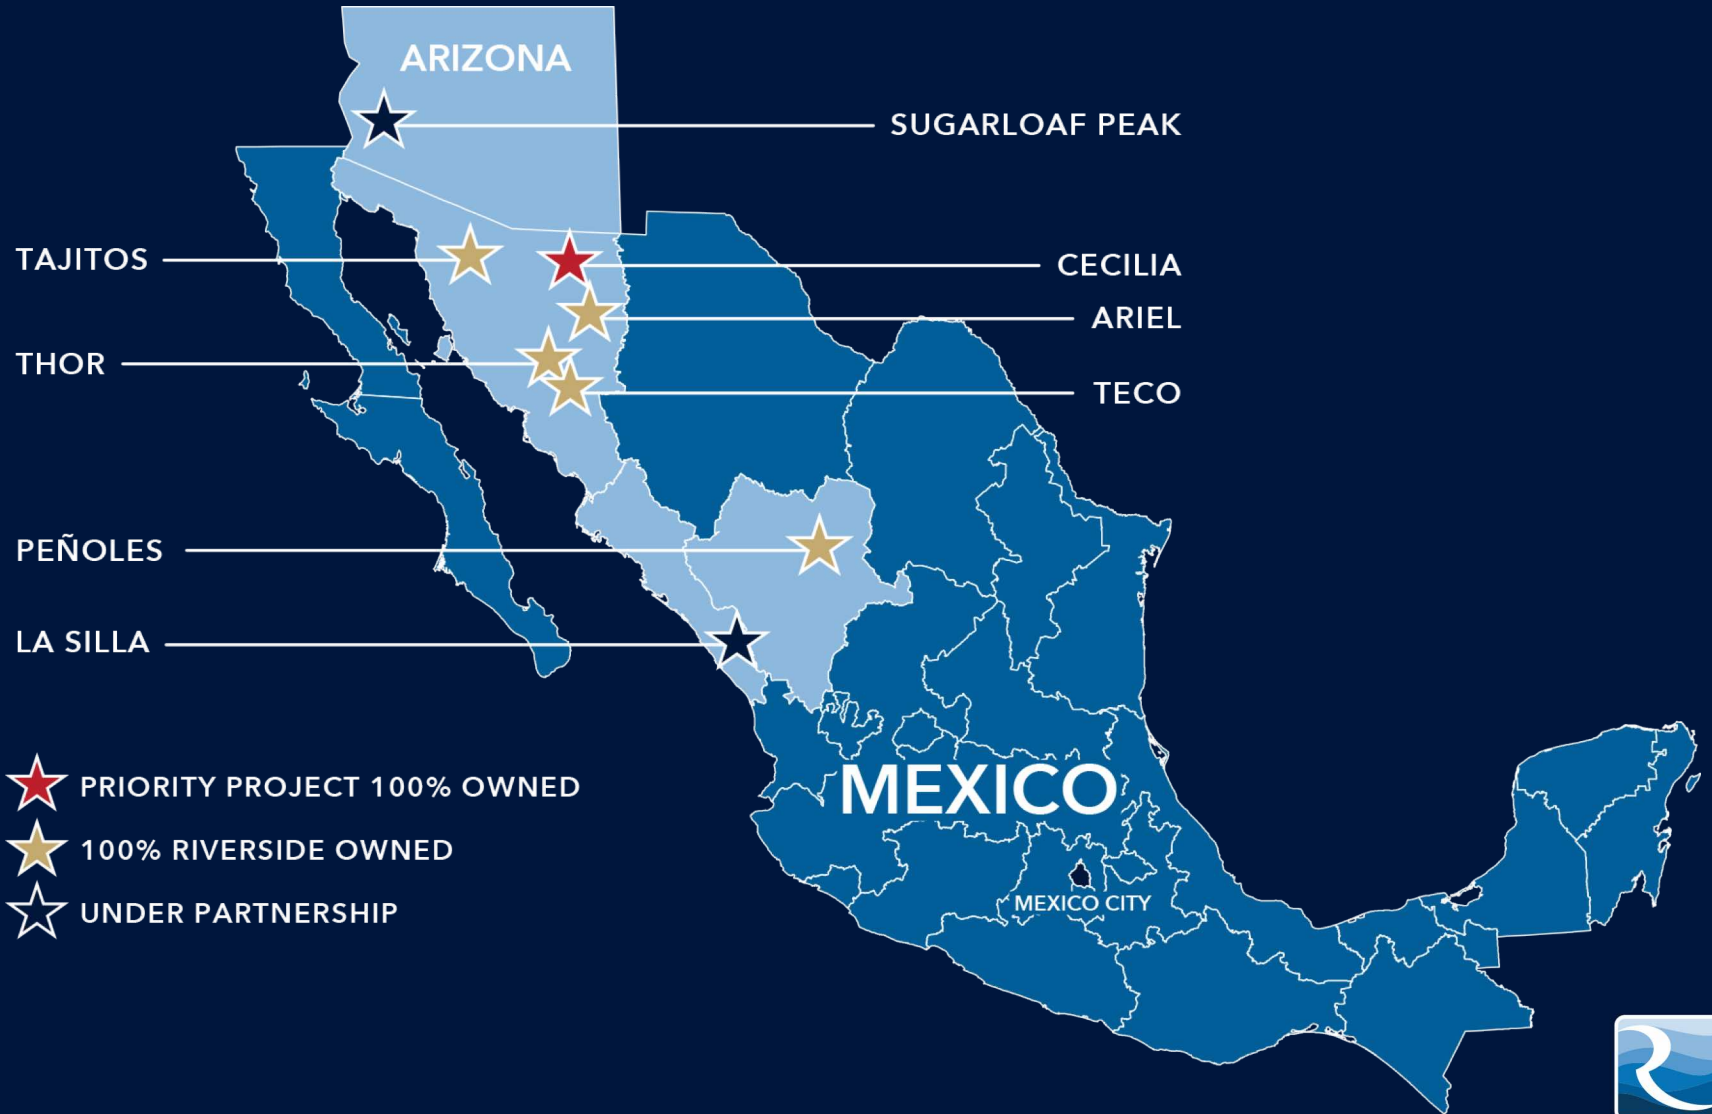 ARIZONA
SUGARLOAF PEAK
TAJITOS
CECILIA
ARIEL
THOR
TECO
PEÑOLES
LA SILLA
PRIORITY PROJECT 100% OWNED
MEXICO
100% RIVERSIDE OWNED
MEXICO CITY
UNDER PARTNERSHIP
R